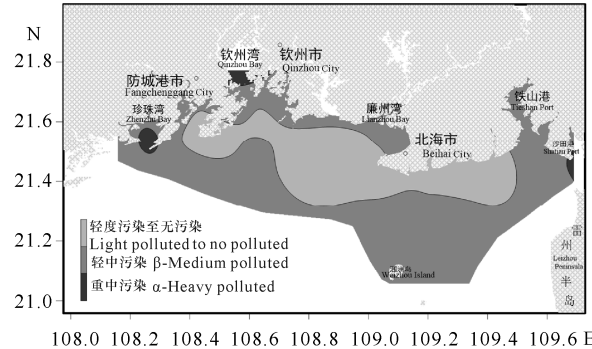 N
21.8
21.6
21.4
21.2
21.0
钦州湾
Qinzhou Bay
钦州市
Qinzhou City
防城港市
Fangchenggang City
珍珠湾
Zhenzhu Bay
廉州湾
Lianzhou Bay
铁山港
Tieshan Port
北海市
Beihai City
沙田港
Shatian Port
涠洲岛
Weizhou Island
雷
州
Leizhou
Peninsula
半
岛
轻度污染至无污染
Light polluted to no polluted
轻中污染 β-Medium polluted
重中污染 α-Heavy polluted
108.0 108.2 108.4 108.6 108.8 109.0 109.2 109.4 109.6 E